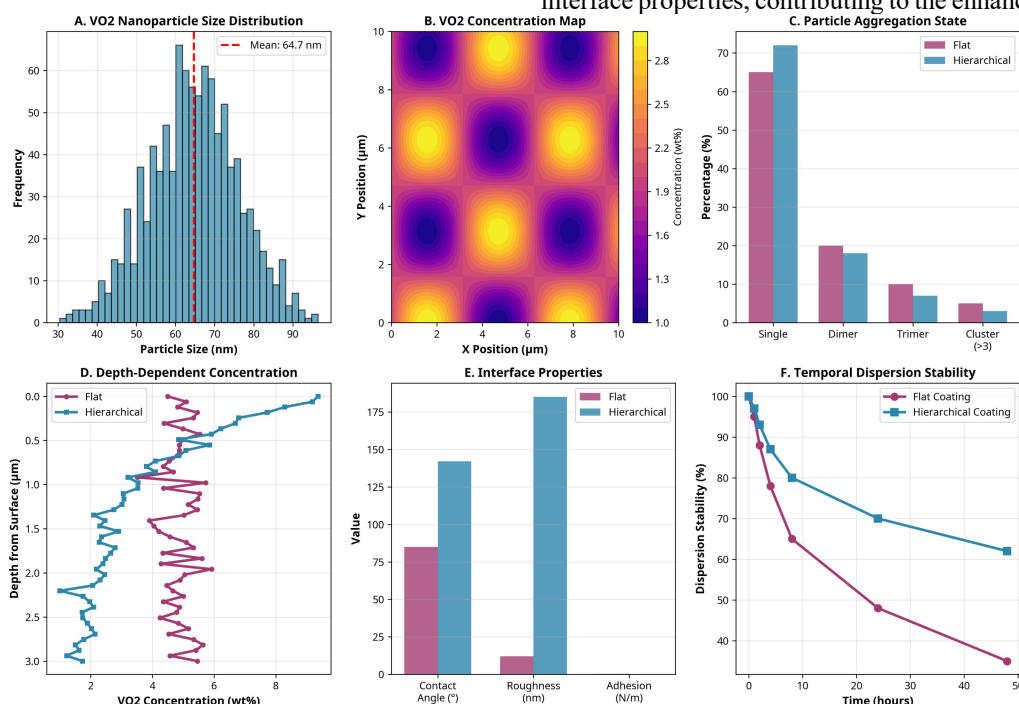 interface properties, contributing to the enhanc
A. VO2 Nanoparticle Size Distribution
Mean: 64.7 nm
Frequency
60
50
40
30
20
10
0
30 40 50 60 70 80 90
Particle Size (nm)
B. VO2 Concentration Map
Y Position (µm)
10
8
6
4
2
0
0 2 4 6 8 10
X Position (µm)
2.8
2.5
2.2
1.9
1.6
1.3
1.0
Concentration (wt%)
C. Particle Aggregation State
Flat
Hierarchical
Percentage (%)
70
60
50
40
30
20
10
0
Single Dimer Trimer Cluster
(>3)
D. Depth-Dependent Concentration
Flat
Hierarchical
Depth from Surface (µm)
0.0
0.5
1.0
1.5
2.0
2.5
3.0
2 4 6 8
VO2 Concentration (wt%)
E. Interface Properties
Flat
Hierarchical
Value
175
150
125
100
75
50
25
0
Contact Roughness Adhesion
Angle (°) (nm) (N/m)
F. Temporal Dispersion Stability
Flat Coating
Hierarchical Coating
Dispersion Stability (%)
100
90
80
70
60
50
40
0 10 20 30 40 50
Time (hours)